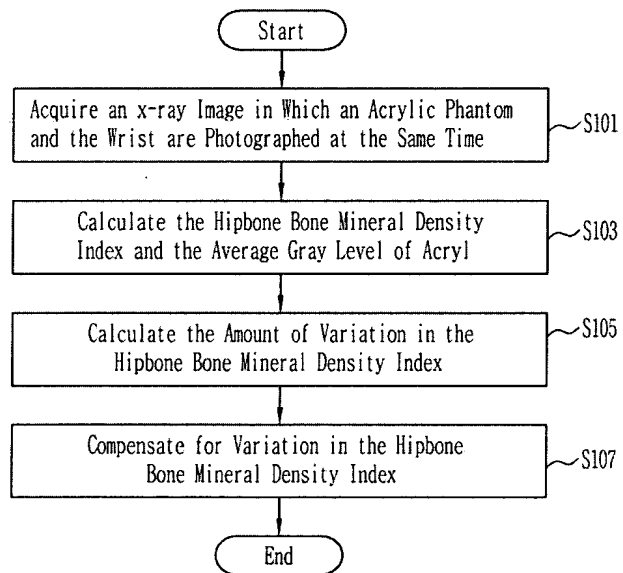 Start
Acquire an x-ray Image in Which an Acrylic Phantom
and the Wrist are Photographed at the Same Time
S101
Calculate the Hipbone Bone Mineral Density
Index and the Average Gray Level of Acryl
S103
Calculate the Amount of Variation in the
Hipbone Bone Mineral Density Index
S105
Compensate for Variation in the Hipbone
Bone Mineral Density Index
S107
End